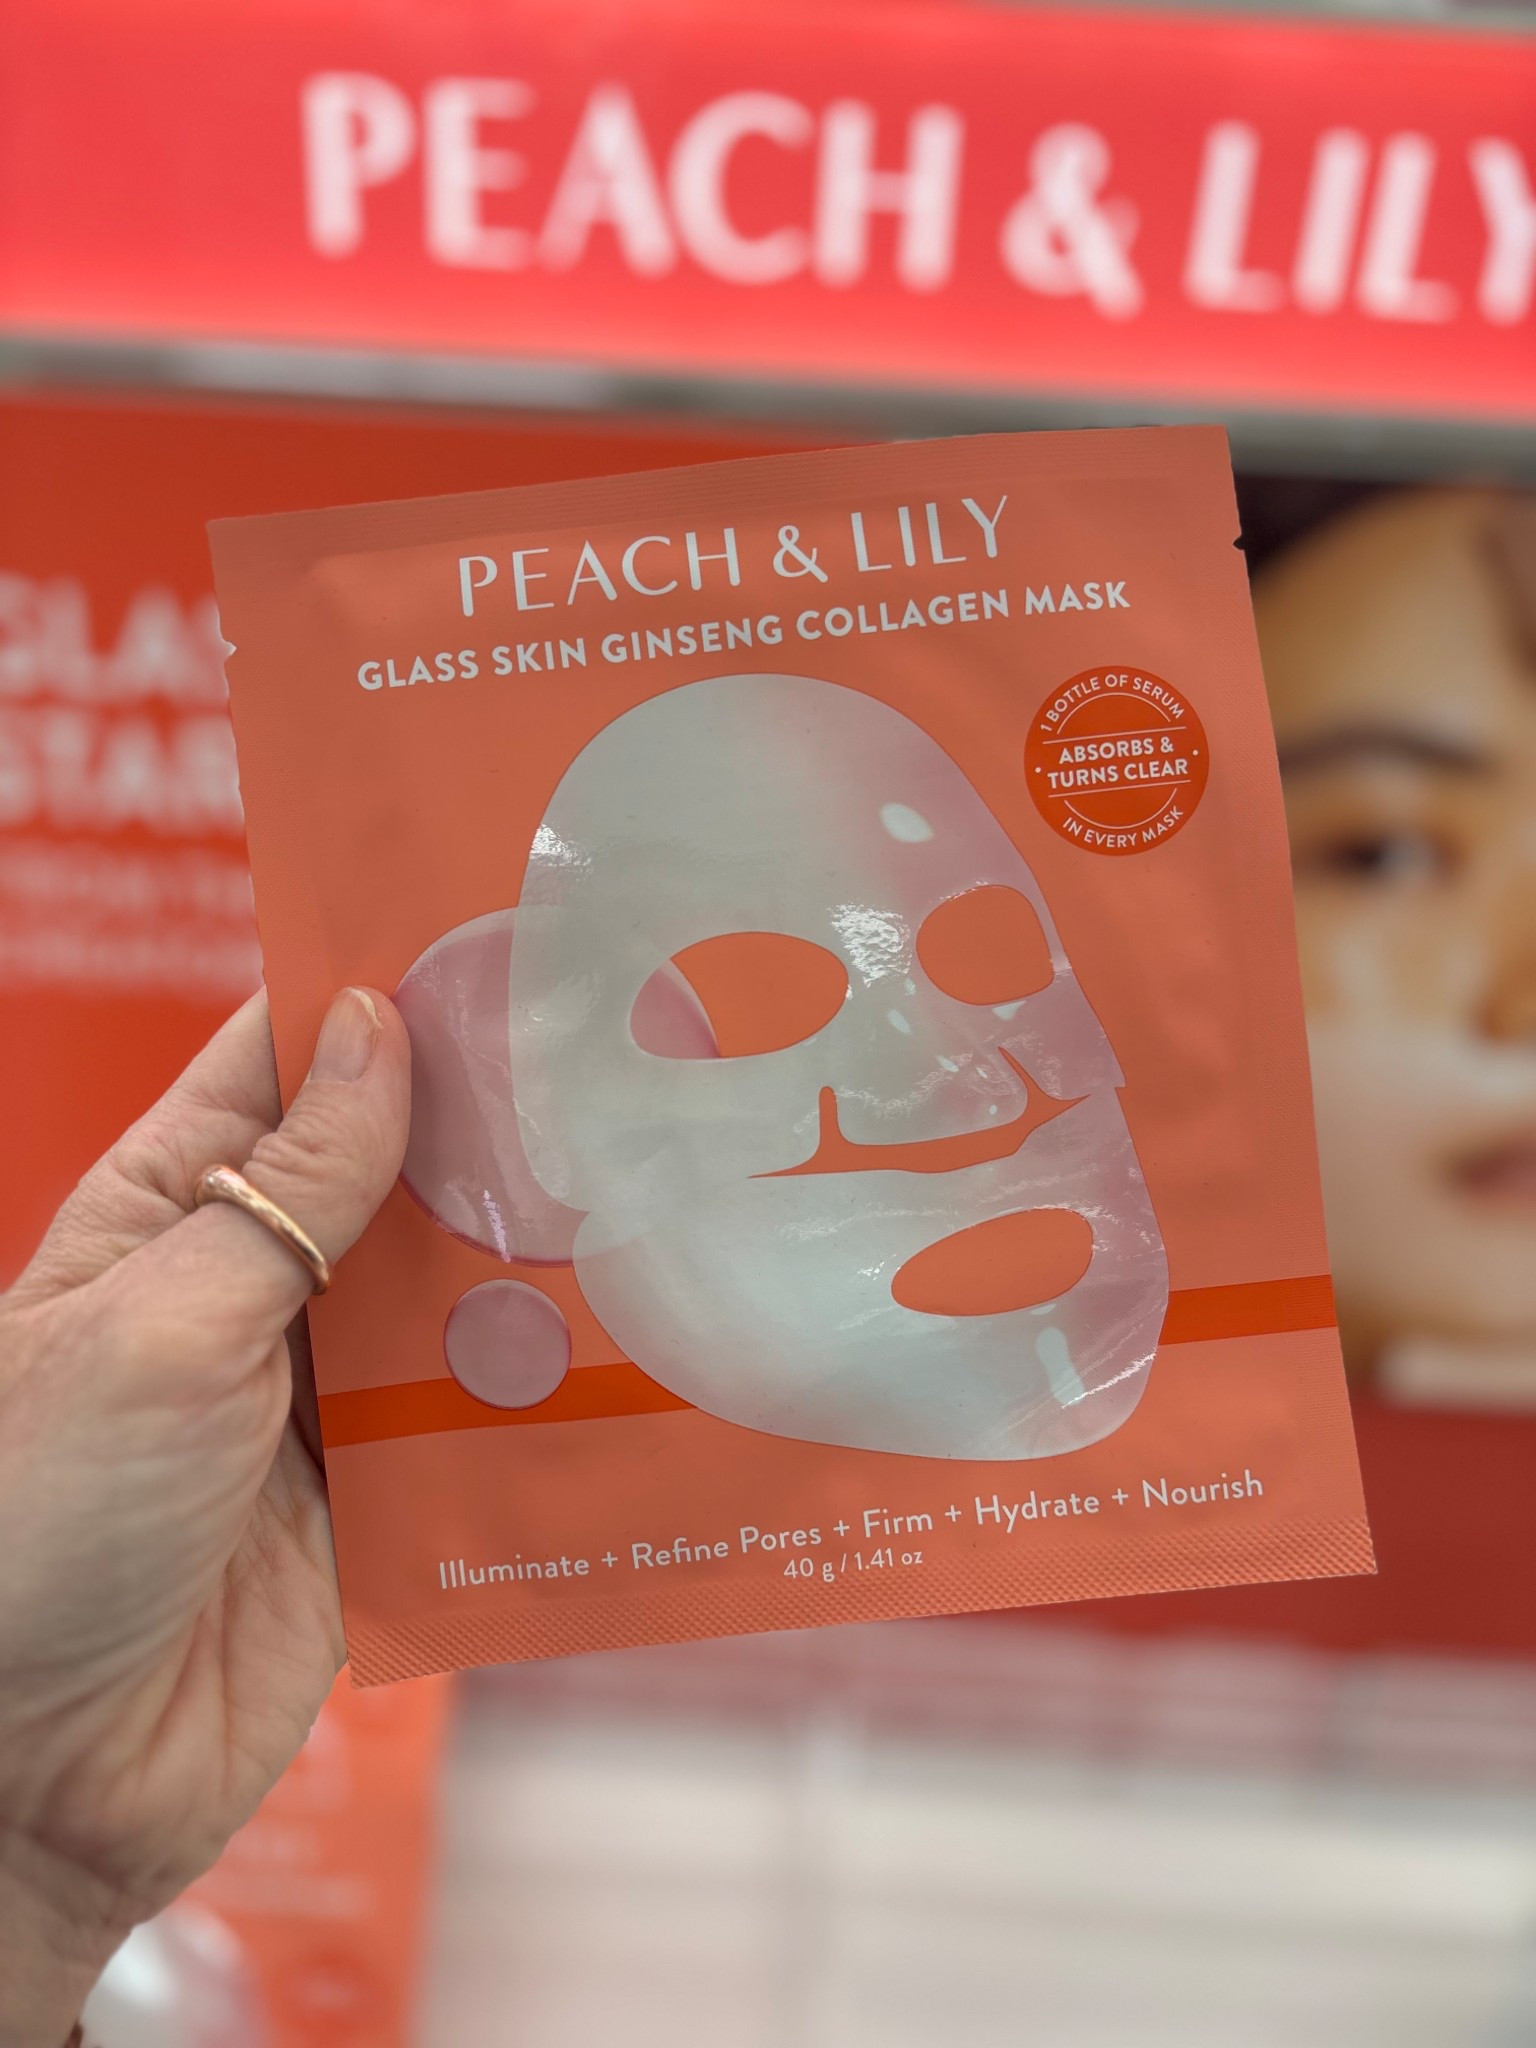 PEACH & LILY
PEACH & LILY
GLASS SKIN GINSENG COLLAGEN MASK
1 BOTTLE OF SERUM
ABSORBS &
TURNS CLEAR
IN EVERY MASK
Illuminate + Refine Pores + Firm + Hydrate + Nourish
40 g / 1.41 oz